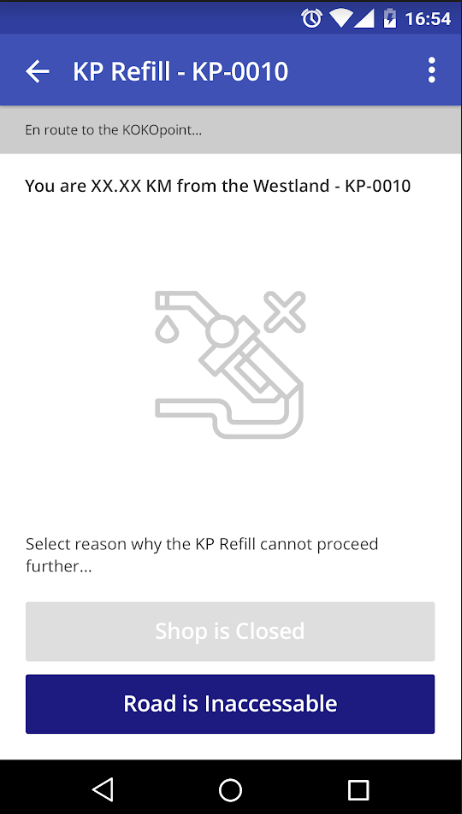 16:54
KP Refill - KP-0010
En route to the KOKOpoint...
You are XX.XX KM from the Westland - KP-0010
Select reason why the KP Refill cannot proceed
further...
Shop is Closed
Road is Inaccessable